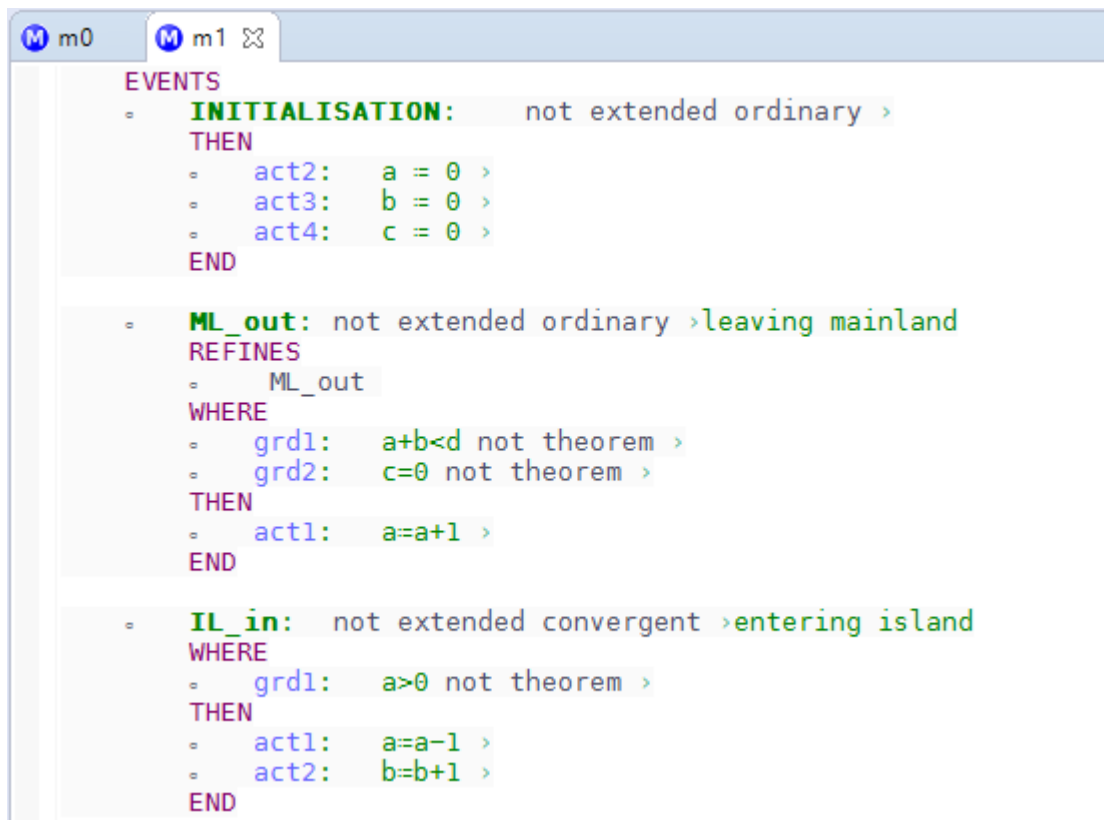 m0 m1
EVENTS
INITIALISATION: not extended ordinary ›
THEN
act2: a ≔ 0 ›
act3: b ≔ 0 ›
act4: c ≔ 0 ›
END
ML_out: not extended ordinary ›leaving mainland
REFINES
ML_out
WHERE
grd1: a+b<d not theorem ›
grd2: c=0 not theorem ›
THEN
act1: a≔a+1 ›
END
IL_in: not extended convergent ›entering island
WHERE
grd1: a>0 not theorem ›
THEN
act1: a≔a−1 ›
act2: b≔b+1 ›
END